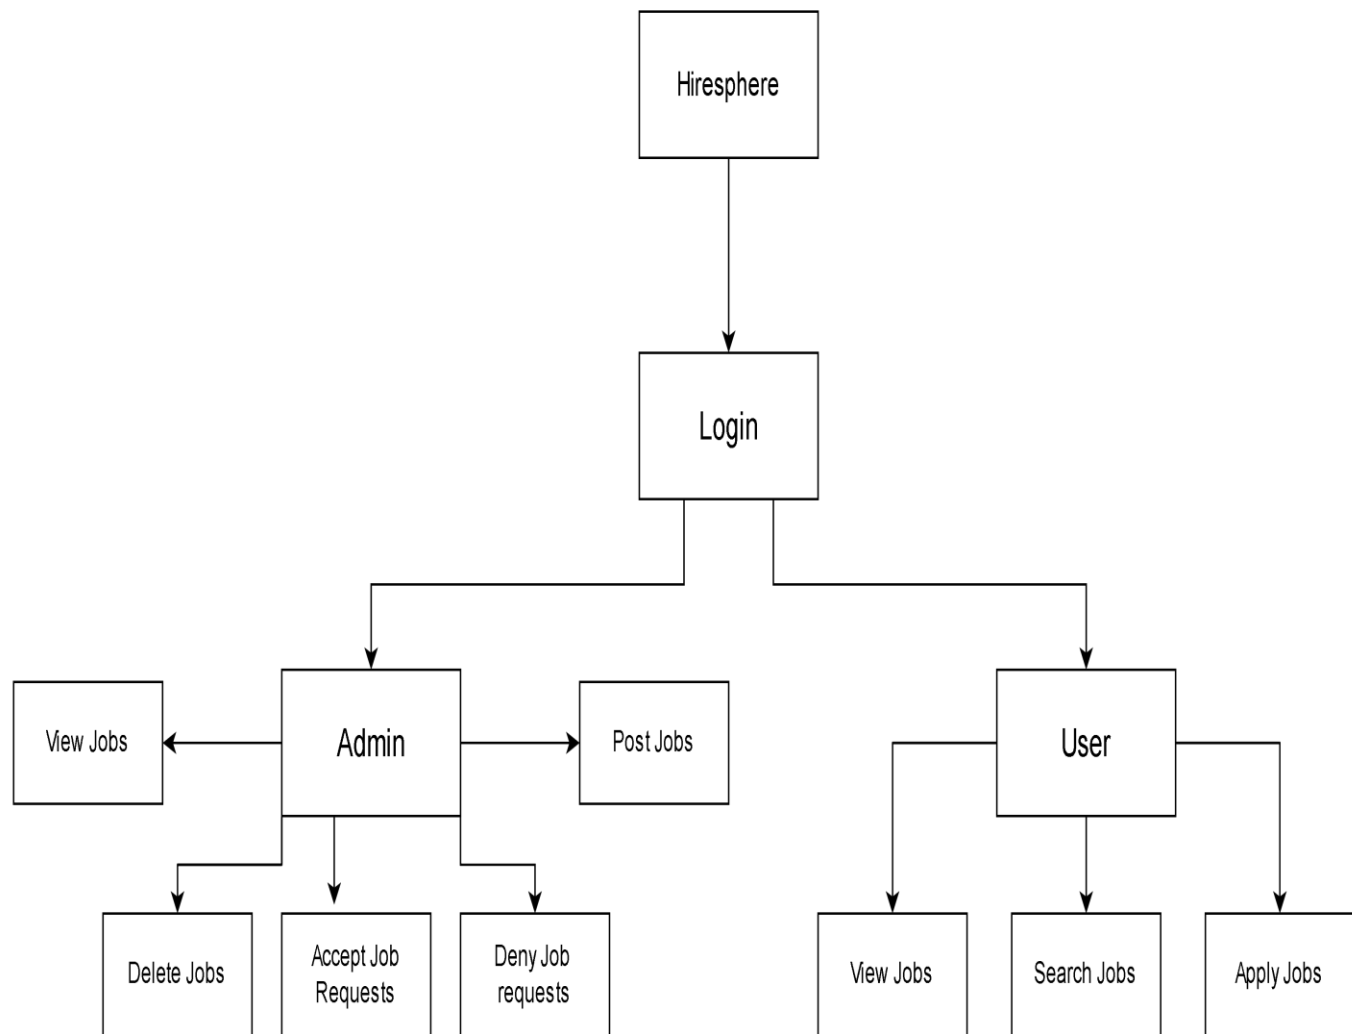 Hiresphere
Login
Admin
User
View Jobs
Post Jobs
Delete Jobs
Accept Job
Requests
Deny Job
requests
View Jobs
Search Jobs
Apply Jobs